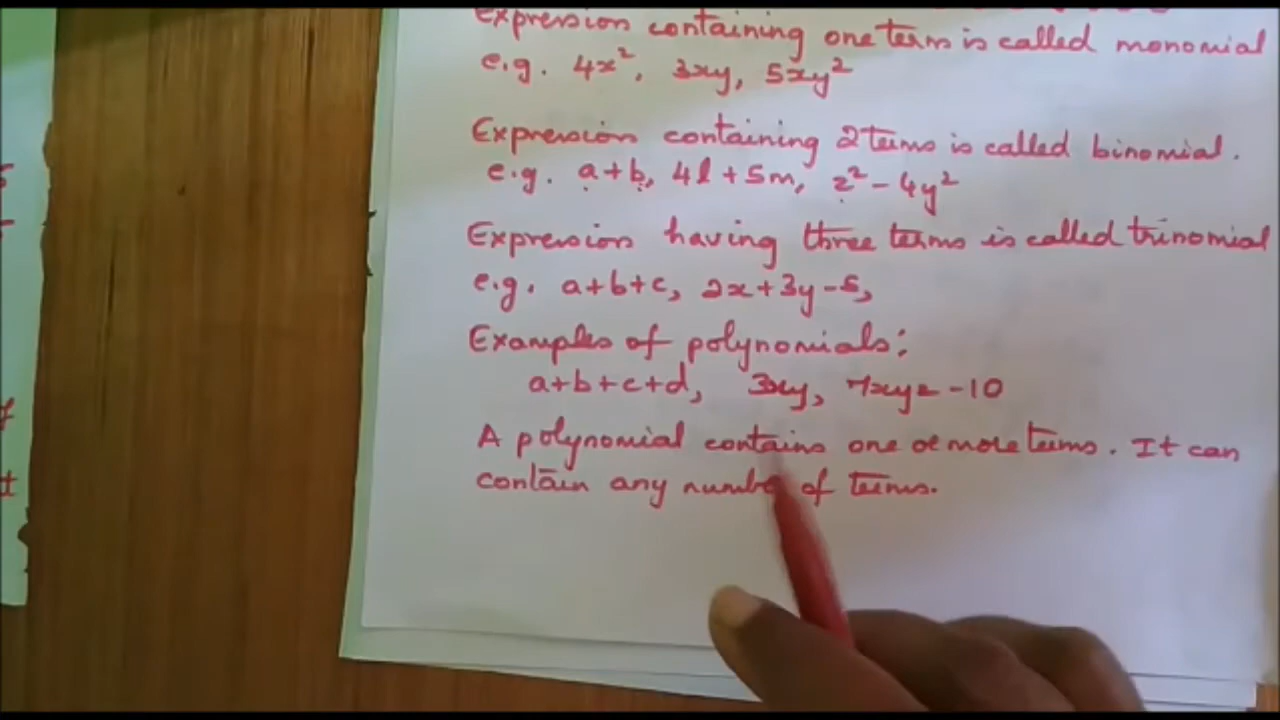 Expression containing one term is called monomial
e.g. 4x², 3xy, 5xy²
Expression containing 2 terms is called binomial.
e.g. a+b, 4l+5m, z²-4y²
Expression having three terms is called trinomial
e.g. a+b+c, 2x+3y-5,
Examples of polynomials:
a+b+c+d, 3xy, 7xyz-10
A polynomial contains one or more terms. It can
contain any number of terms.